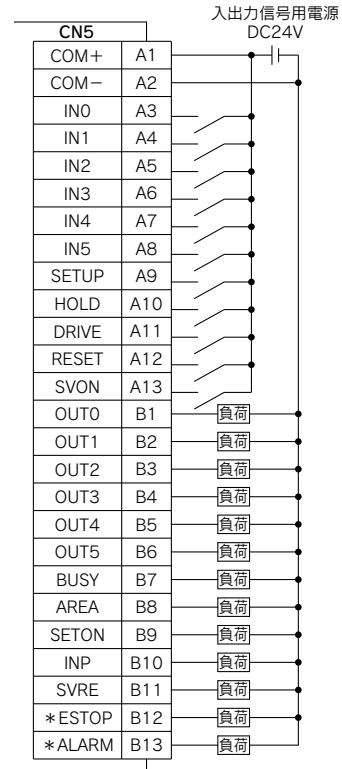 入出力信号用電源
DC24V
CN5
COM+ A1
COM− A2
IN0 A3
IN1 A4
IN2 A5
IN3 A6
IN4 A7
IN5 A8
SETUP A9
HOLD A10
DRIVE A11
RESET A12
SVON A13
OUT0 B1 負荷
OUT1 B2 負荷
OUT2 B3 負荷
OUT3 B4 負荷
OUT4 B5 負荷
OUT5 B6 負荷
BUSY B7 負荷
AREA B8 負荷
SETON B9 負荷
INP B10 負荷
SVRE B11 負荷
*ESTOP B12 負荷
*ALARM B13 負荷